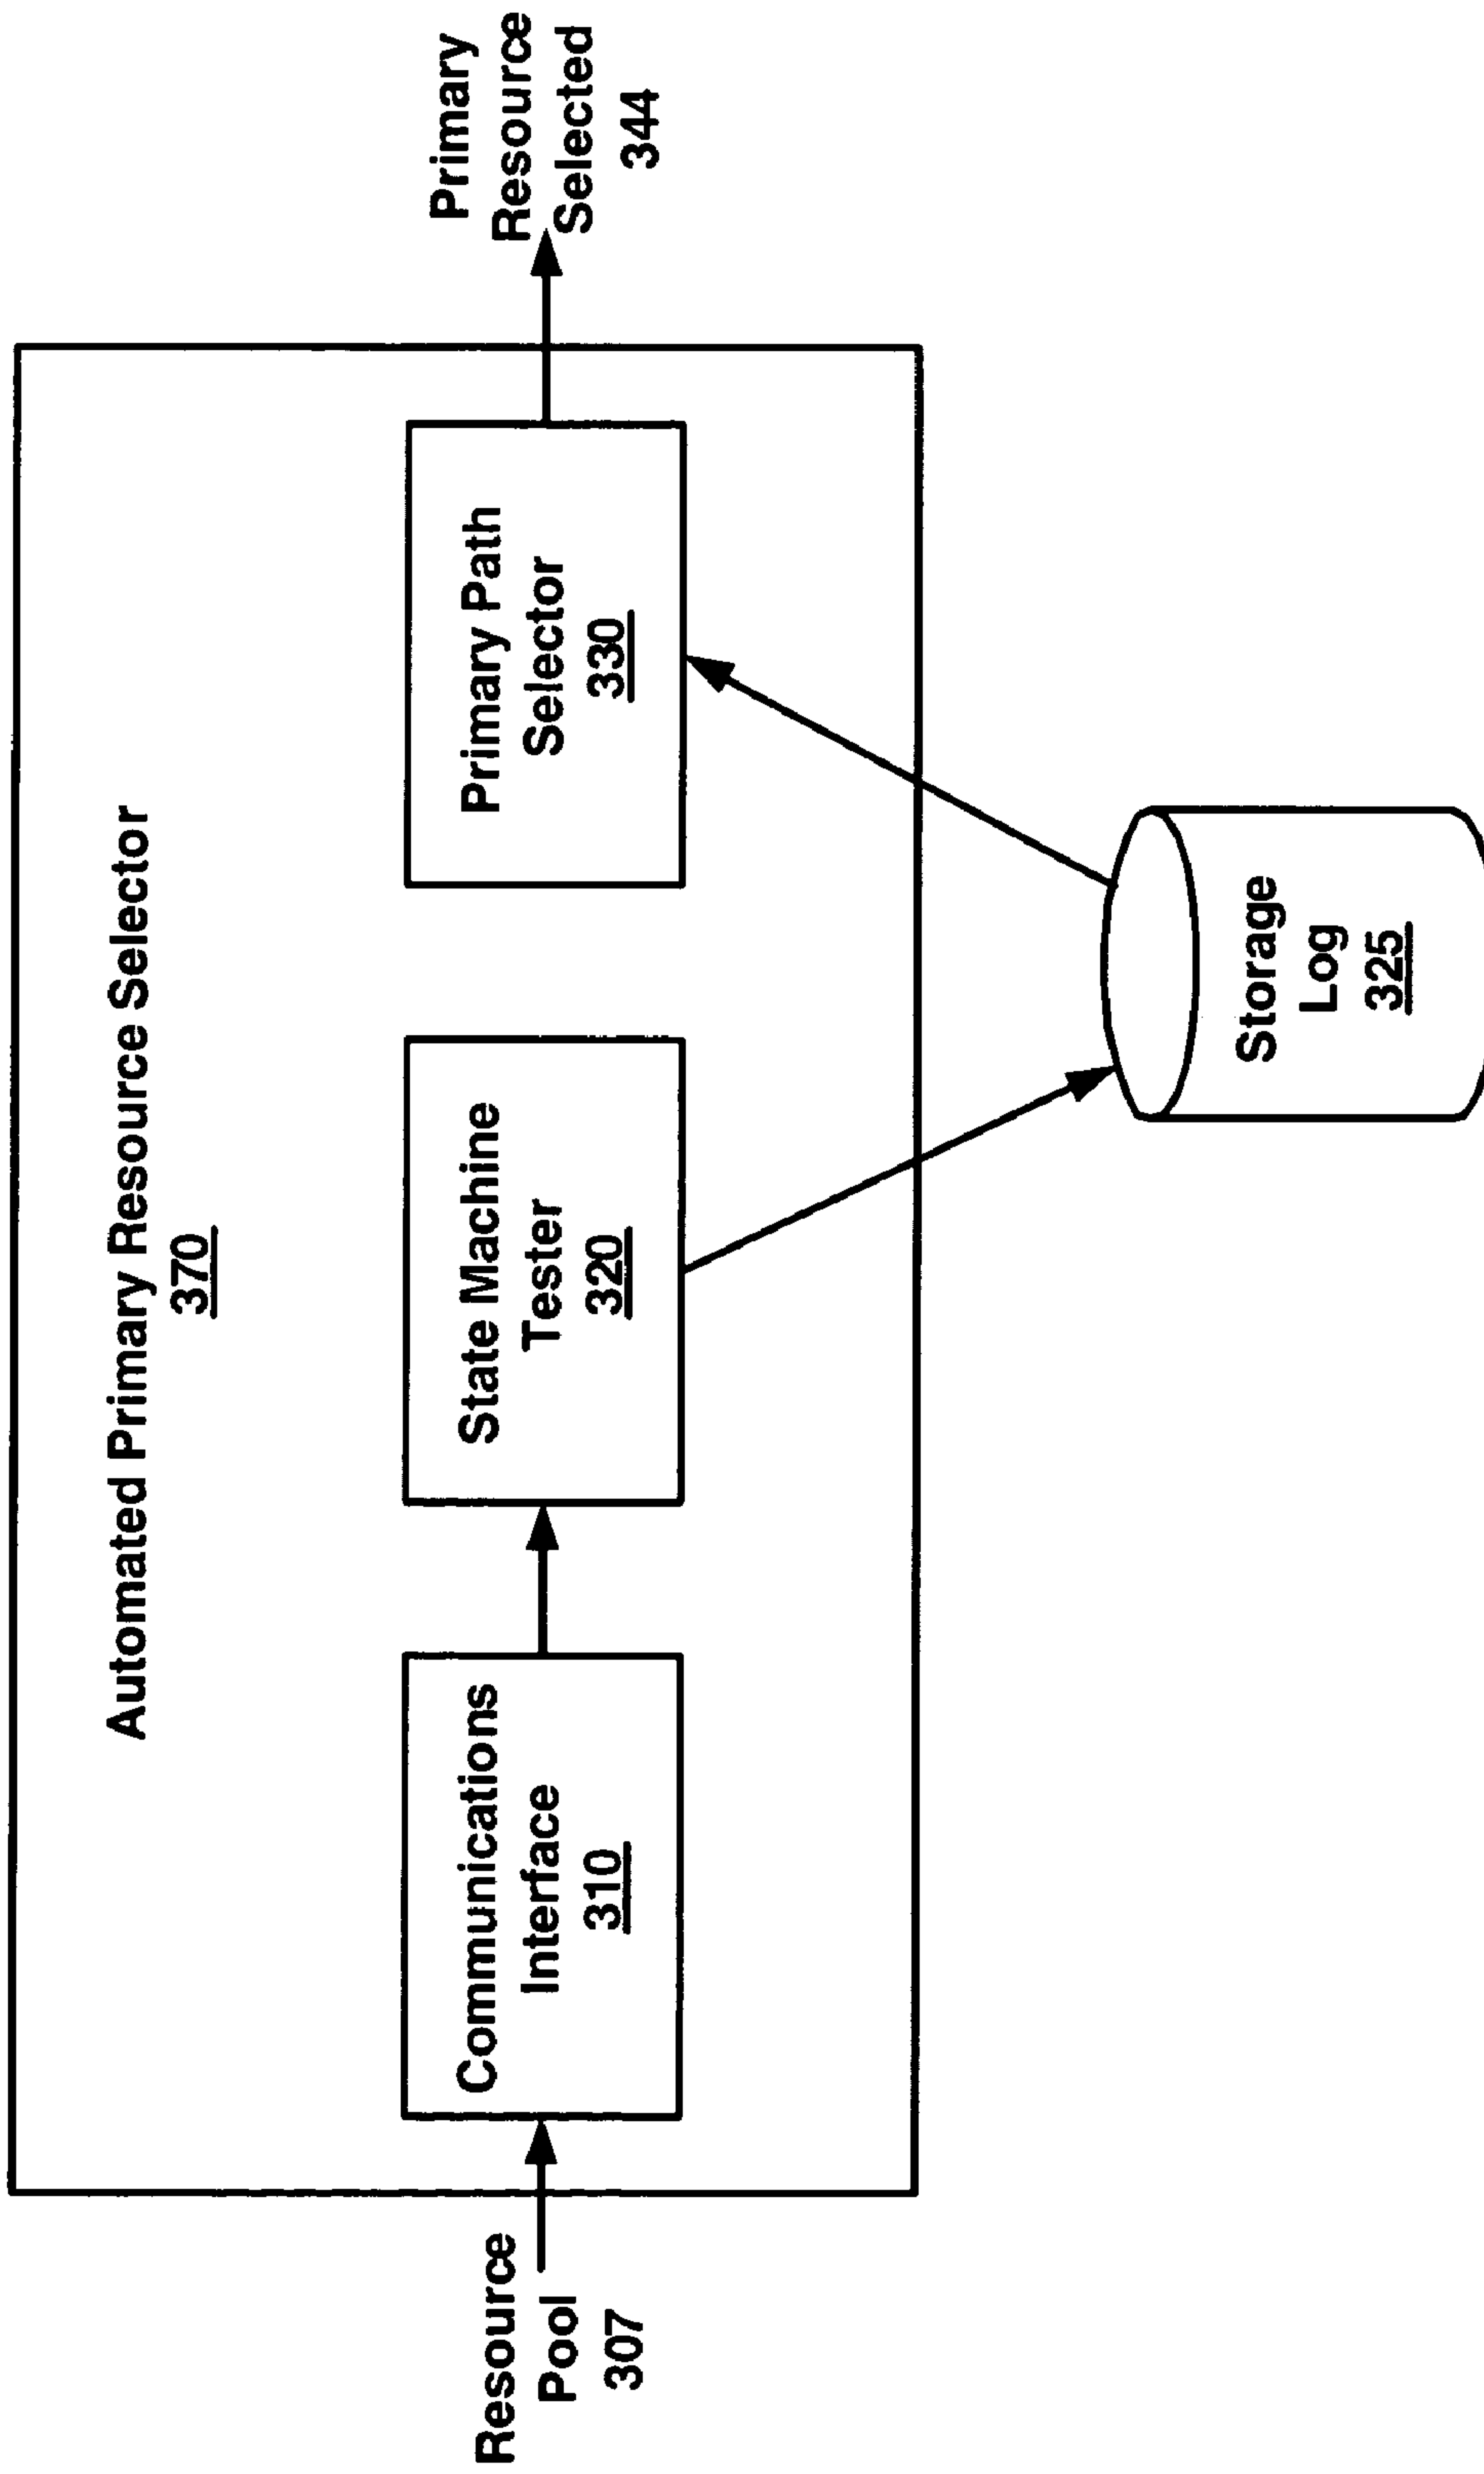 Automated Primary Resource Selector
370
Resource
Pool
307
Communications
Interface
310
State Machine
Tester
320
Primary Path
Selector
330
Primary
Resource
Selected
344
Storage
Log
325